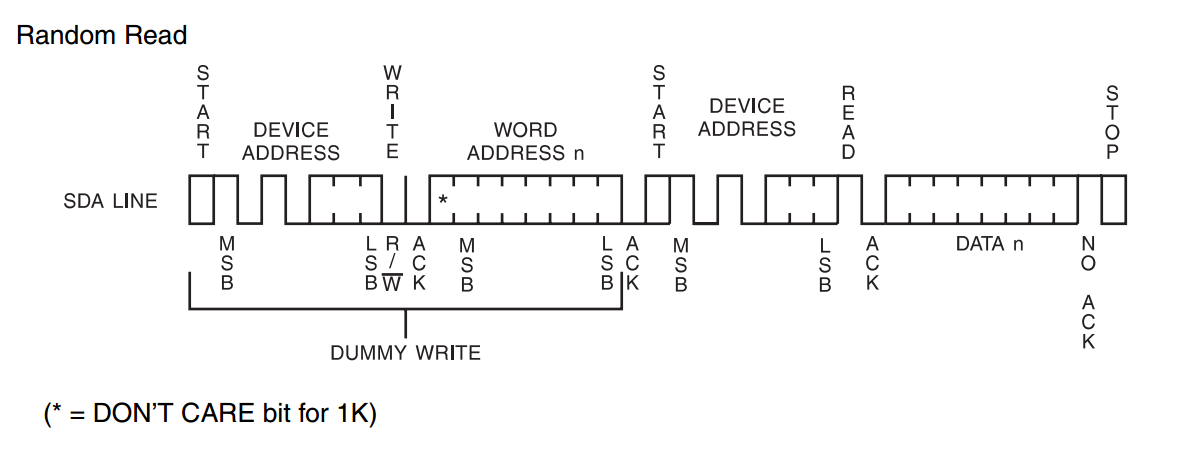 Random Read
START
WRITE
START
READ
STOP
DEVICE
ADDRESS
WORD
ADDRESS n
DEVICE
ADDRESS
SDA LINE
*
MSB
LSB
R/W
ACK
MSB
LSB
ACK
MSB
LSB
ACK
DATA n
NO ACK
DUMMY WRITE
(* = DON'T CARE bit for 1K)